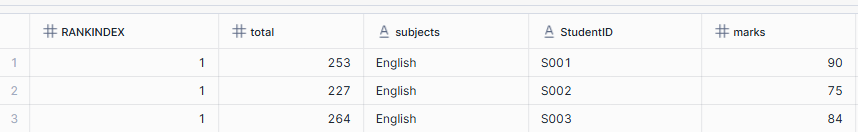 RANKINDEX total subjects StudentID marks
1 1 253 English S001 90
2 1 227 English S002 75
3 1 264 English S003 84